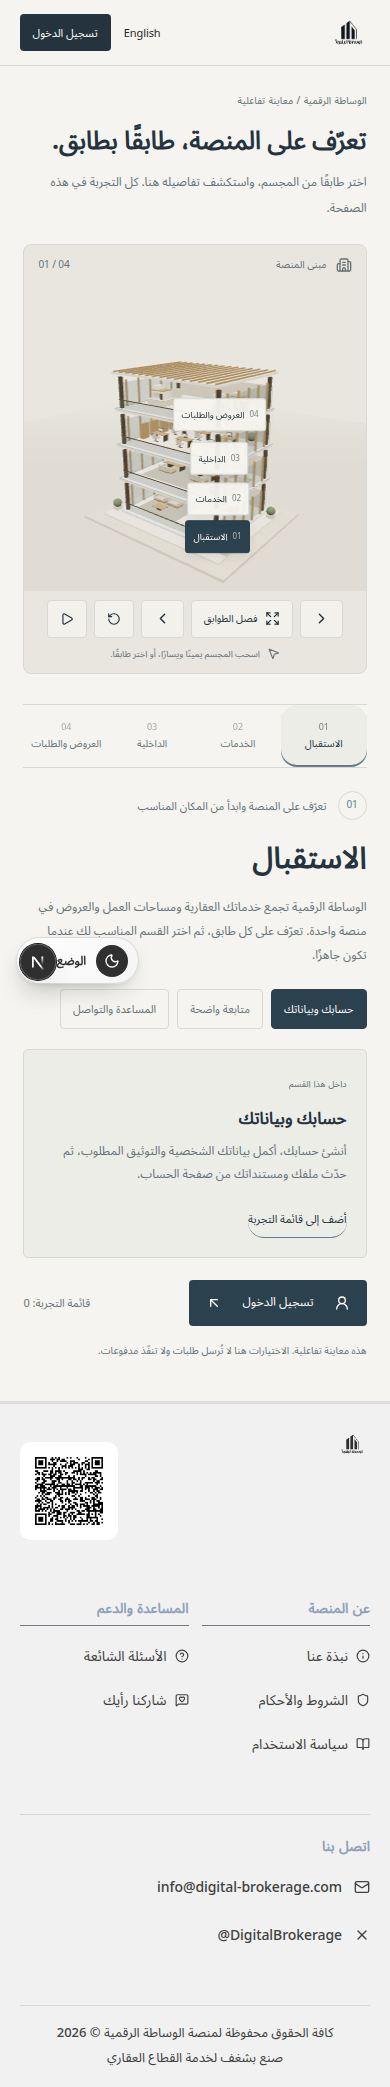 English
تسجيل الدخول
الوساطة الرقمية / معاينة تفاعلية
تعرّف على المنصة، طابقًا بطابق.
اختر طابقًا من المجسم، واستكشف تفاصيله هنا. كل التجربة في هذه
الصفحة.
مبنى المنصة
01 / 04
04 العروض والطلبات
03 الداخلية
02 الخدمات
01 الاستقبال
فصل الطوابق
اسحب المجسم يمينًا ويسارًا، أو اختر طابقًا.
01
الاستقبال
02
الخدمات
03
الداخلية
04
العروض والطلبات
01
تعرّف على المنصة وابدأ من المكان المناسب
الاستقبال
الوساطة الرقمية تجمع خدماتك العقارية ومساحات العمل والعروض في
منصة واحدة. تعرّف على كل طابق، ثم اختر القسم المناسب لك عندما
تكون جاهزًا.
الوضع
N
حسابك وبياناتك
متابعة واضحة
المساعدة والتواصل
داخل هذا القسم
حسابك وبياناتك
أنشئ حسابك، أكمل بياناتك الشخصية والتوثيق المطلوب، ثم
حدّث ملفك ومستنداتك من صفحة الحساب.
أضف إلى قائمة التجربة
تسجيل الدخول
قائمة التجربة: 0
هذه معاينة تفاعلية. الاختيارات هنا لا تُرسل طلبات ولا تنفّذ مدفوعات.
عن المنصة
نبذة عنا
الشروط والأحكام
سياسة الاستخدام
المساعدة والدعم
الأسئلة الشائعة
شاركنا رأيك
اتصل بنا
info@digital-brokerage.com
@DigitalBrokerage
كافة الحقوق محفوظة لمنصة الوساطة الرقمية © 2026
صنع بشغف لخدمة القطاع العقاري